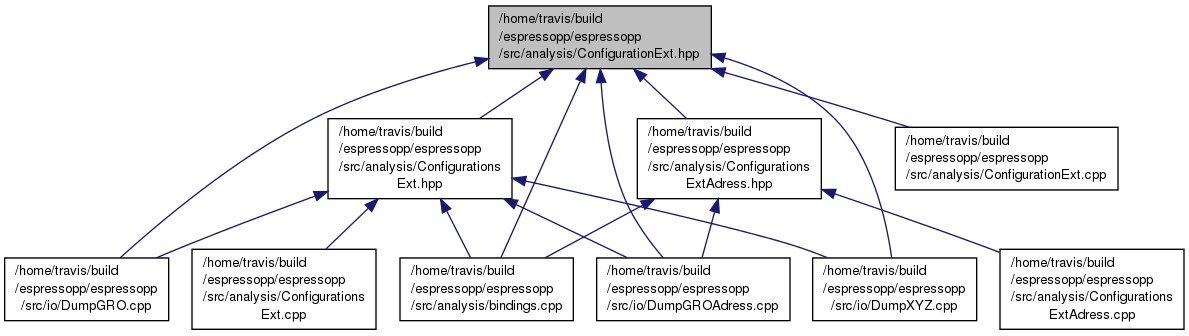 /home/travis/build
/espressopp/espressopp
/src/analysis/ConfigurationExt.hpp
/home/travis/build
/espressopp/espressopp
/src/analysis/Configurations
Ext.hpp
/home/travis/build
/espressopp/espressopp
/src/analysis/Configurations
ExtAdress.hpp
/home/travis/build
/espressopp/espressopp
/src/analysis/ConfigurationExt.cpp
/home/travis/build
/espressopp/espressopp
/src/io/DumpGRO.cpp
/home/travis/build
/espressopp/espressopp
/src/analysis/Configurations
Ext.cpp
/home/travis/build
/espressopp/espressopp
/src/analysis/bindings.cpp
/home/travis/build
/espressopp/espressopp
/src/io/DumpGROAdress.cpp
/home/travis/build
/espressopp/espressopp
/src/io/DumpXYZ.cpp
/home/travis/build
/espressopp/espressopp
/src/analysis/Configurations
ExtAdress.cpp